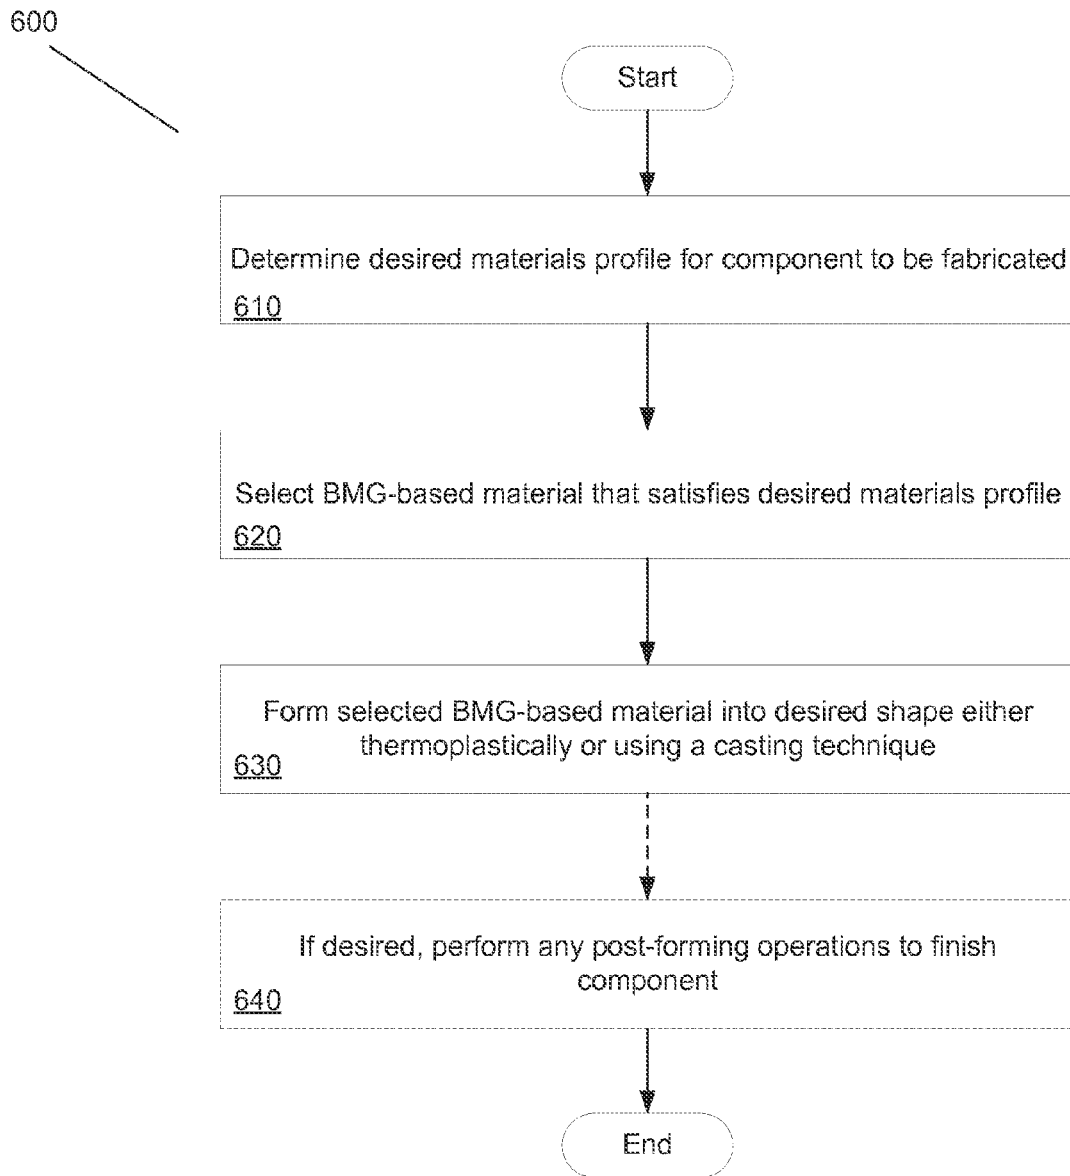 600
Start
Determine desired materials profile for component to be fabricated
610
Select BMG-based material that satisfies desired materials profile
620
Form selected BMG-based material into desired shape either
thermoplastically or using a casting technique
630
If desired, perform any post-forming operations to finish
component
640
End